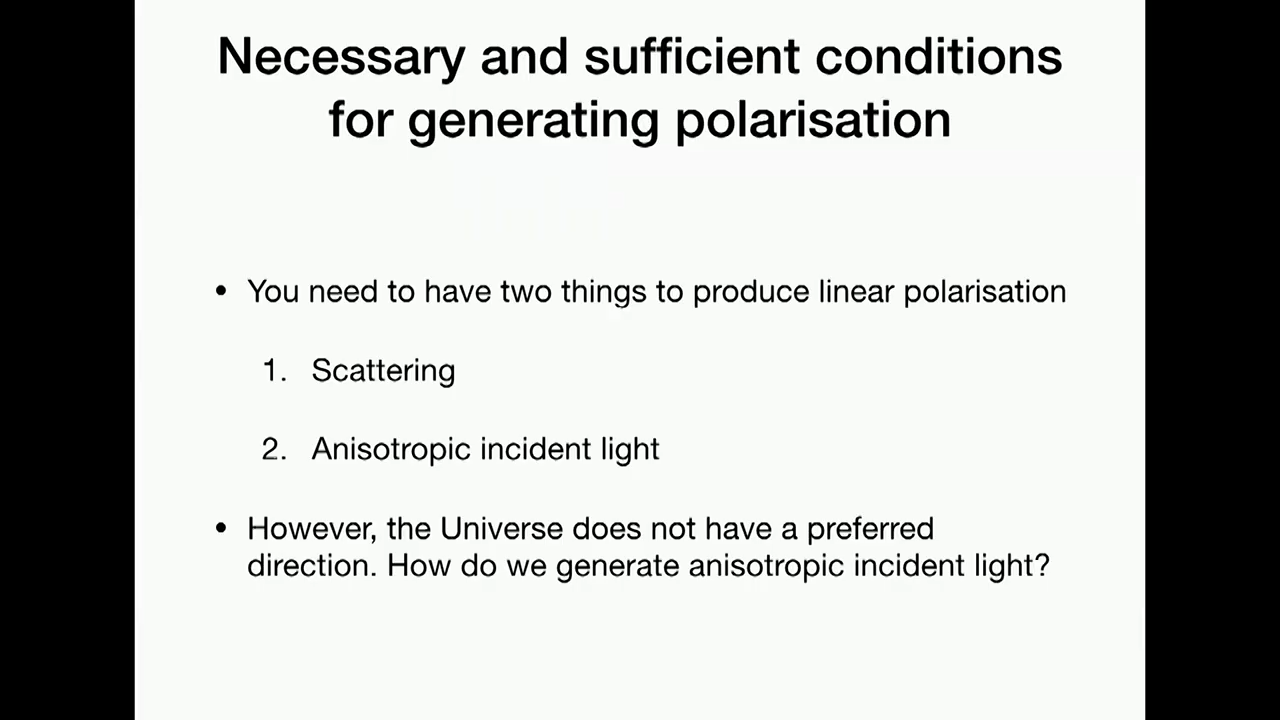 Necessary and sufficient conditions
for generating polarisation
• You need to have two things to produce linear polarisation
1. Scattering
2. Anisotropic incident light
• However, the Universe does not have a preferred
direction. How do we generate anisotropic incident light?